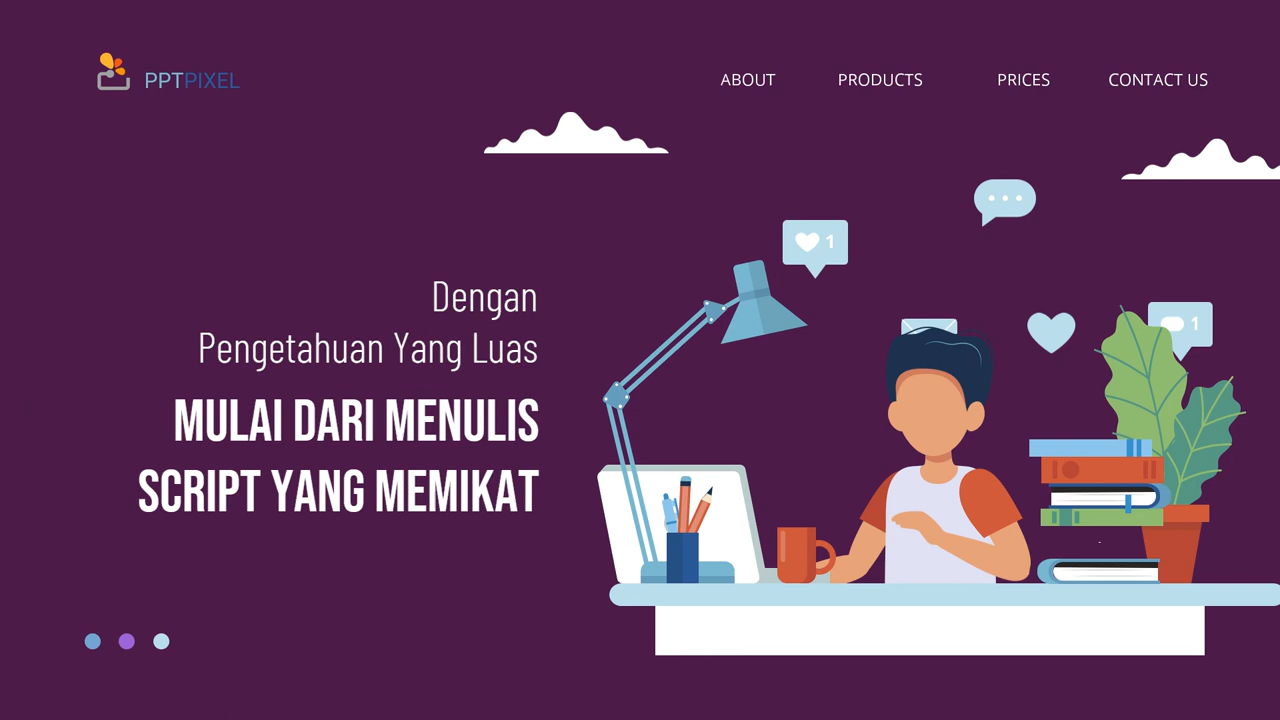 PPTPIXEL
ABOUT PRODUCTS PRICES CONTACT US
1
1
Dengan
Pengetahuan Yang Luas
MULAI DARI MENULIS
SCRIPT YANG MEMIKAT